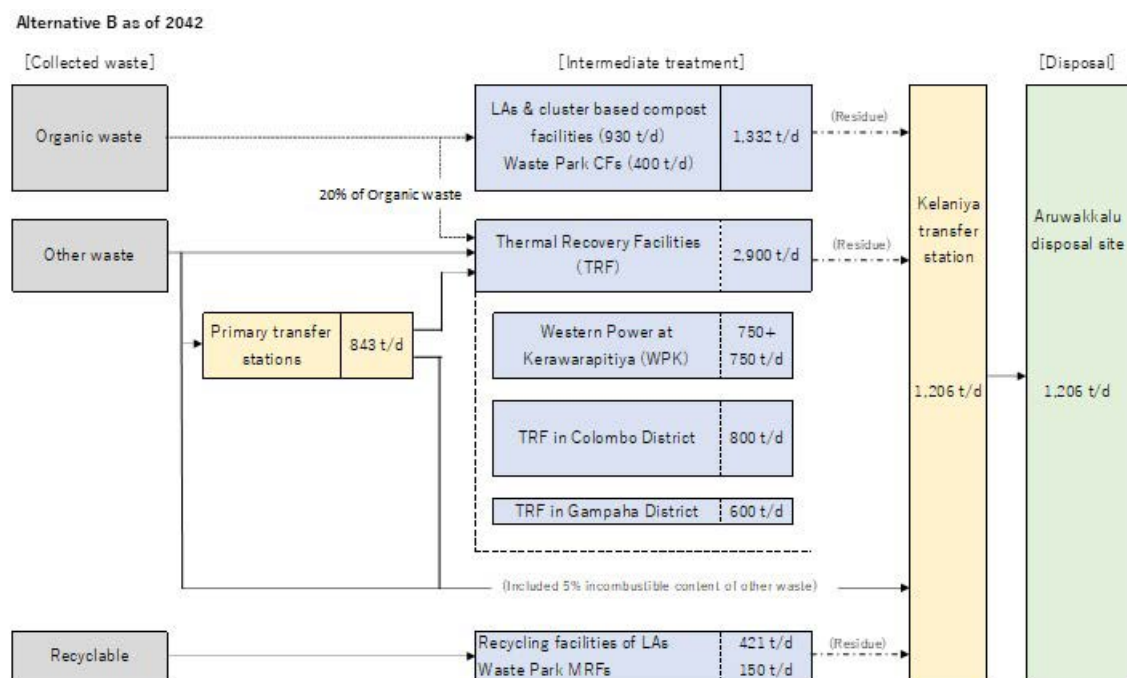 Alternative B as of 2042
[Collected waste]
[Intermediate treatment]
[Disposal]
Organic waste
LAs & cluster based compost
facilities (930 t/d)
Waste Park CFs (400 t/d)
1,332 t/d
(Residue)
20% of Organic waste
Other waste
Thermal Recovery Facilities
(TRF)
2,900 t/d
(Residue)
Kelaniya
transfer
station
1,206 t/d
Aruwakkalu
disposal site
1,206 t/d
Primary transfer
stations
843 t/d
Western Power at
Kerawarapitiya (WPK)
750+
750 t/d
TRF in Colombo District
800 t/d
TRF in Gampaha District
600 t/d
(Included 5% incombustible content of other waste)
Recyclable
Recycling facilities of LAs
421 t/d
Waste Park MRFs
150 t/d
(Residue)